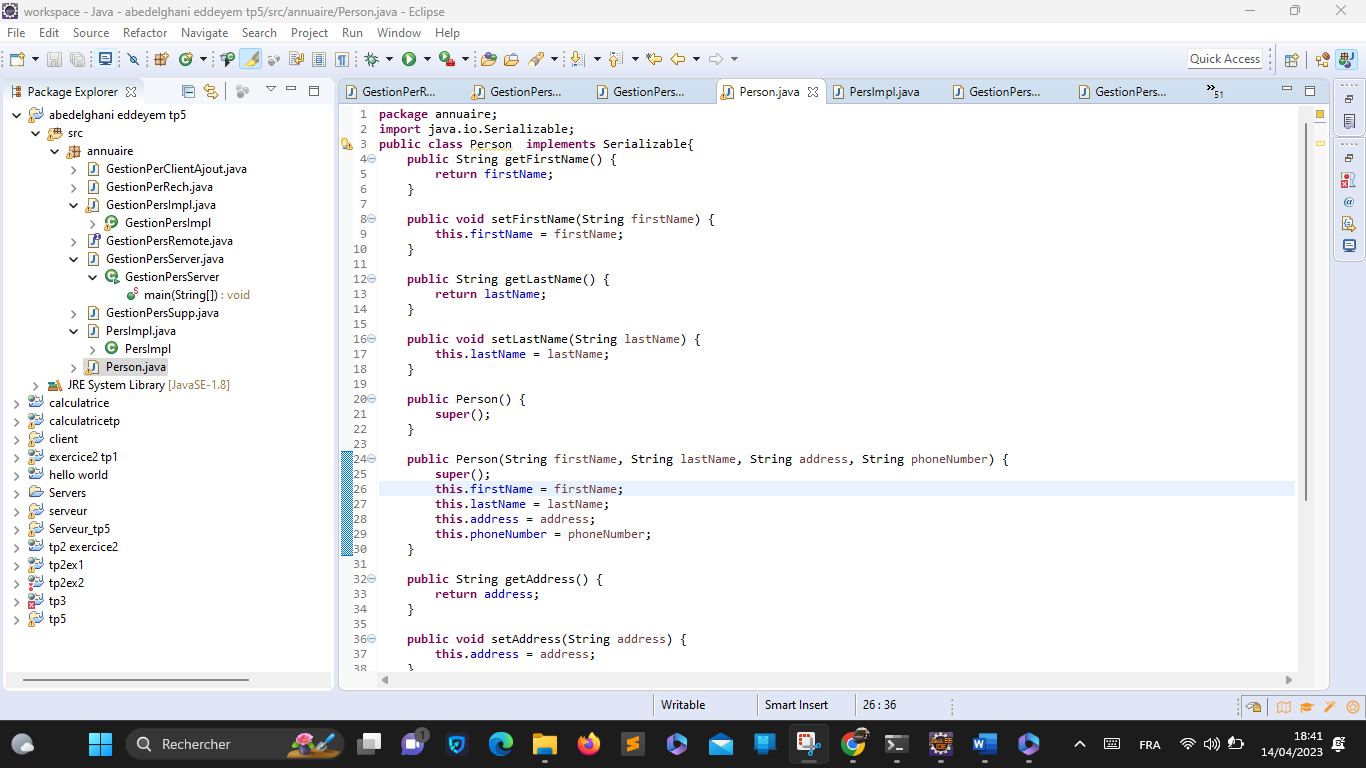 workspace - Java - abedelghani eddeyem tp5/src/annuaire/Person.java - Eclipse
File Edit Source Refactor Navigate Search Project Run Window Help
Quick Access
Package Explorer
GestionPerR... GestionPers... GestionPers... Person.java PersImpl.java GestionPers... GestionPers... »51
abedelghani eddeyem tp5
src
annuaire
GestionPerClientAjout.java
GestionPerRech.java
GestionPersImpl.java
GestionPersImpl
GestionPersRemote.java
GestionPersServer.java
GestionPersServer
main(String[]) : void
GestionPersSupp.java
PersImpl.java
PersImpl
Person.java
JRE System Library [JavaSE-1.8]
calculatrice
calculatricetp
client
exercice2 tp1
hello world
Servers
serveur
Serveur_tp5
tp2 exercice2
tp2ex1
tp2ex2
tp3
tp5
1 package annuaire;
2 import java.io.Serializable;
3 public class Person  implements Serializable{
4 public String getFirstName() {
5 return firstName;
6 }
7
8 public void setFirstName(String firstName) {
9 this.firstName = firstName;
10 }
11
12 public String getLastName() {
13 return lastName;
14 }
15
16 public void setLastName(String lastName) {
17 this.lastName = lastName;
18 }
19
20 public Person() {
21 super();
22 }
23
24 public Person(String firstName, String lastName, String address, String phoneNumber) {
25 super();
26 this.firstName = firstName;
27 this.lastName = lastName;
28 this.address = address;
29 this.phoneNumber = phoneNumber;
30 }
31
32 public String getAddress() {
33 return address;
34 }
35
36 public void setAddress(String address) {
37 this.address = address;
38 }
Writable Smart Insert 26 : 36
Rechercher
1
FRA
18:41
14/04/2023